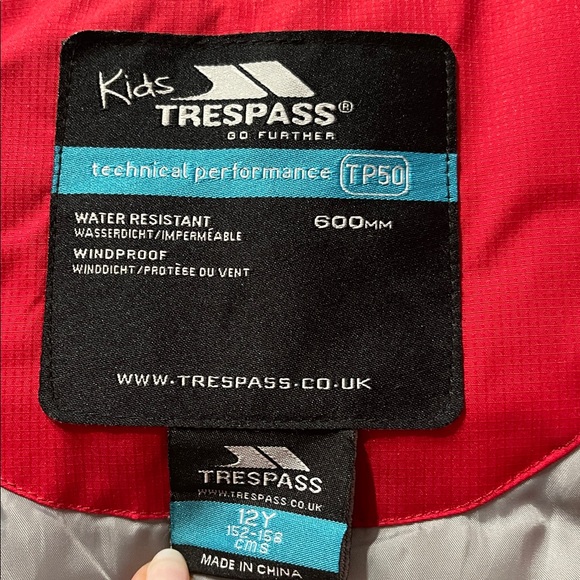 Kids
TRESPASS®
GO FURTHER
technical performance TP50
WATER RESISTANT 600MM
WASSERDICHT/IMPERMÉABLE
WINDPROOF
WINDDICHT/PROTÈSE DU VENT
WWW.TRESPASS.CO.UK
TRESPASS
WWW.TRESPASS.CO.UK
12Y
152-158
CMS
MADE IN CHINA